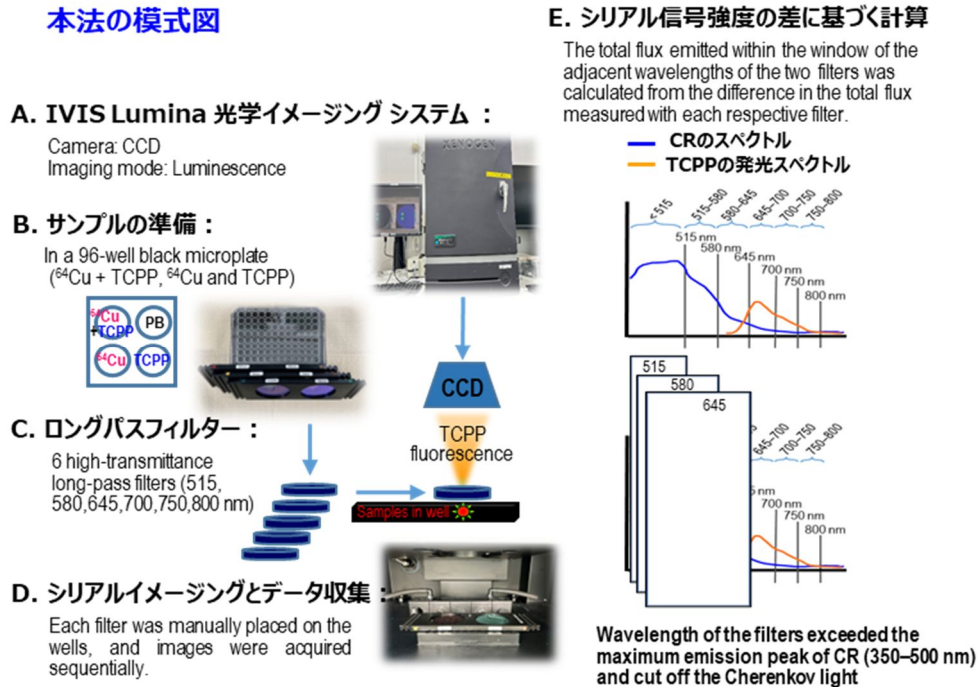 本法の模式図
A. IVIS Lumina 光学イメージング システム ：
Camera: CCD
Imaging mode: Luminescence
XENOGEN
B. サンプルの準備：
In a 96-well black microplate
(⁶⁴Cu + TCPP, ⁶⁴Cu and TCPP)
⁶⁴Cu
+TCPP
PB
⁶⁴Cu
TCPP
C. ロングパスフィルター：
6 high-transmittance
long-pass filters (515,
580,645,700,750,800 nm)
CCD
TCPP
fluorescence
Samples in well
D. シリアルイメージングとデータ収集：
Each filter was manually placed on the
wells, and images were acquired
sequentially.
E. シリアル信号強度の差に基づく計算
The total flux emitted within the window of the
adjacent wavelengths of the two filters was
calculated from the difference in the total flux
measured with each respective filter.
CRのスペクトル
TCPPの発光スペクトル
<515
515–580
580–645
645–700
700–750
750–800
515 nm
580 nm
645 nm
700 nm
750 nm
800 nm
515
580
645
645–700
700–750
750–800
5 nm
700 nm
750 nm
800 nm
Wavelength of the filters exceeded the
maximum emission peak of CR (350–500 nm)
and cut off the Cherenkov light